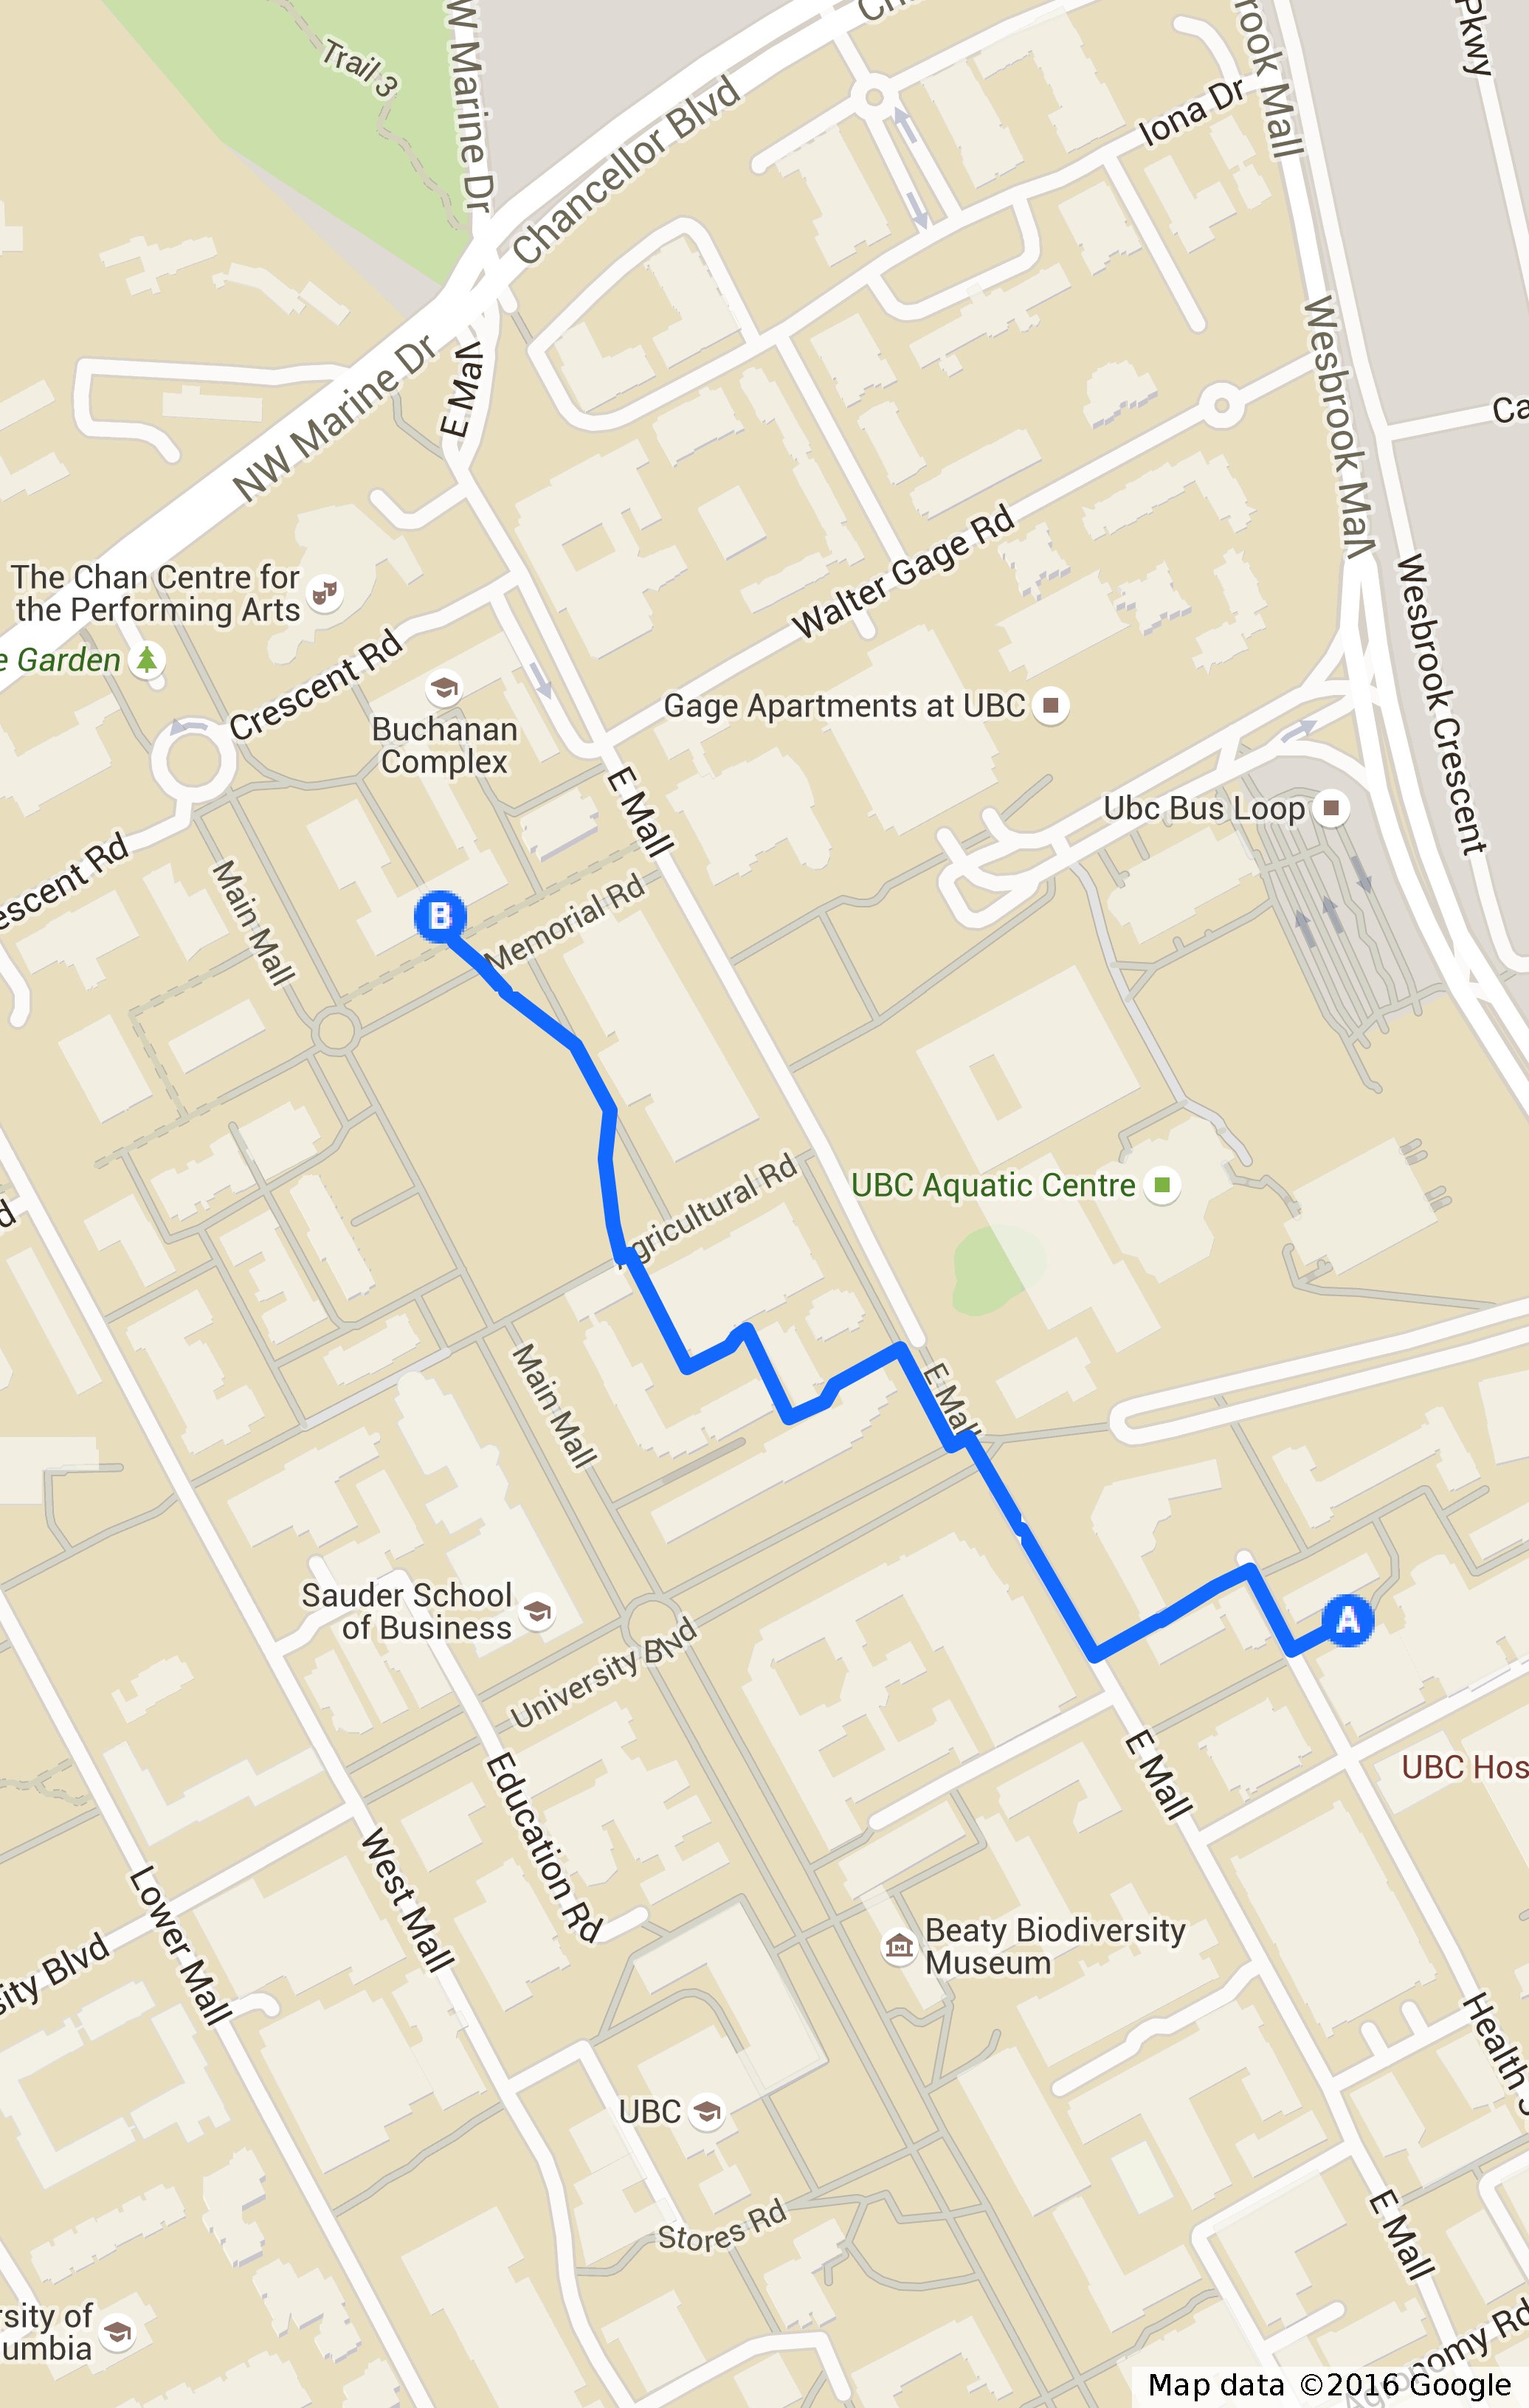 Trail 3
W Marine Dr
Chancellor Blvd
Ch
rook Mall
Pkwy
Iona Dr
Wesbrook Mall
Ca
E Mall
NW Marine Dr
Walter Gage Rd
The Chan Centre for
the Performing Arts
e Garden
Crescent Rd
Buchanan
Complex
Gage Apartments at UBC
Wesbrook Crescent
Ubc Bus Loop
E Mall
escent Rd
Main Mall
B
Memorial Rd
Agricultural Rd
UBC Aquatic Centre
d
Main Mall
E Mall
Sauder School
of Business
A
University Blvd
E Mall
UBC Hos
Education Rd
West Mall
Lower Mall
sity Blvd
Beaty Biodiversity
Museum
Health S
UBC
Stores Rd
E Mall
rsity of
umbia
Agronomy Rd
Map data ©2016 Google